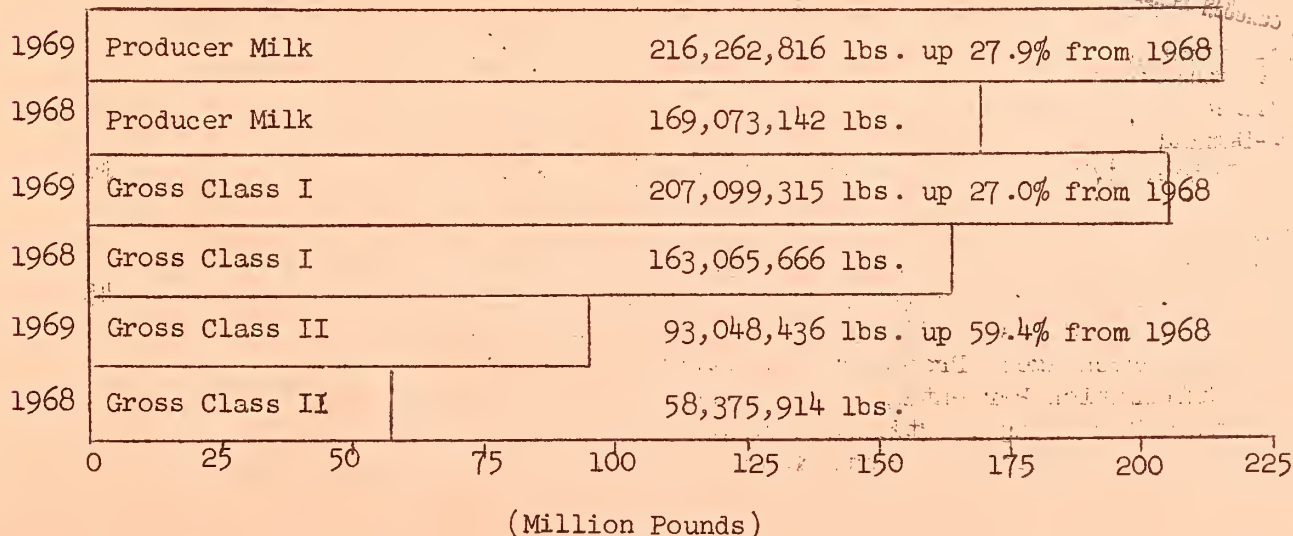 1969 Producer Milk 216,262,816 lbs. up 27.9% from 1968
1968 Producer Milk 169,073,142 lbs.
1969 Gross Class I 207,099,315 lbs. up 27.0% from 1968
1968 Gross Class I 163,065,666 lbs.
1969 Gross Class II 93,048,436 lbs. up 59.4% from 1968
1968 Gross Class II 58,375,914 lbs.
0 25 50 75 100 125 150 175 200 225
(Million Pounds)